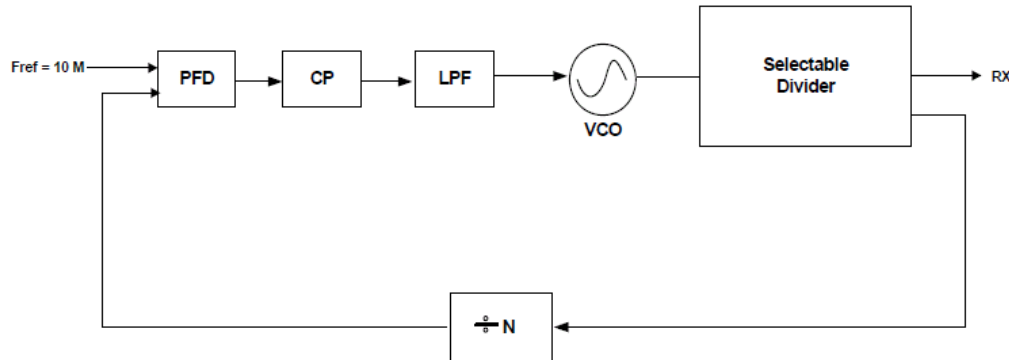 Fref = 10 M
PFD
CP
LPF
VCO
Selectable
Divider
RX
÷ N